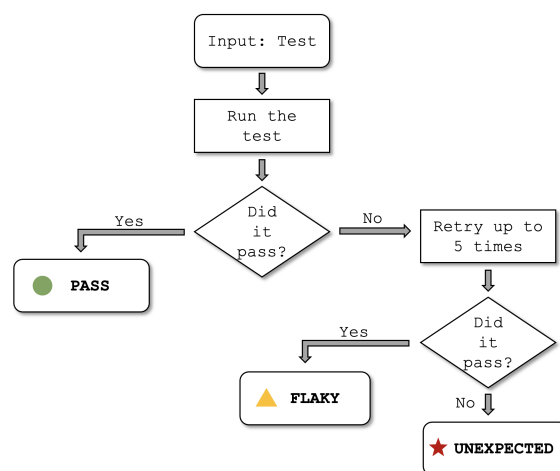 Input: Test
Run the
test
Did
it
pass?
Yes
No
Retry up to
5 times
PASS
Did
it
pass?
Yes
FLAKY
No
UNEXPECTED